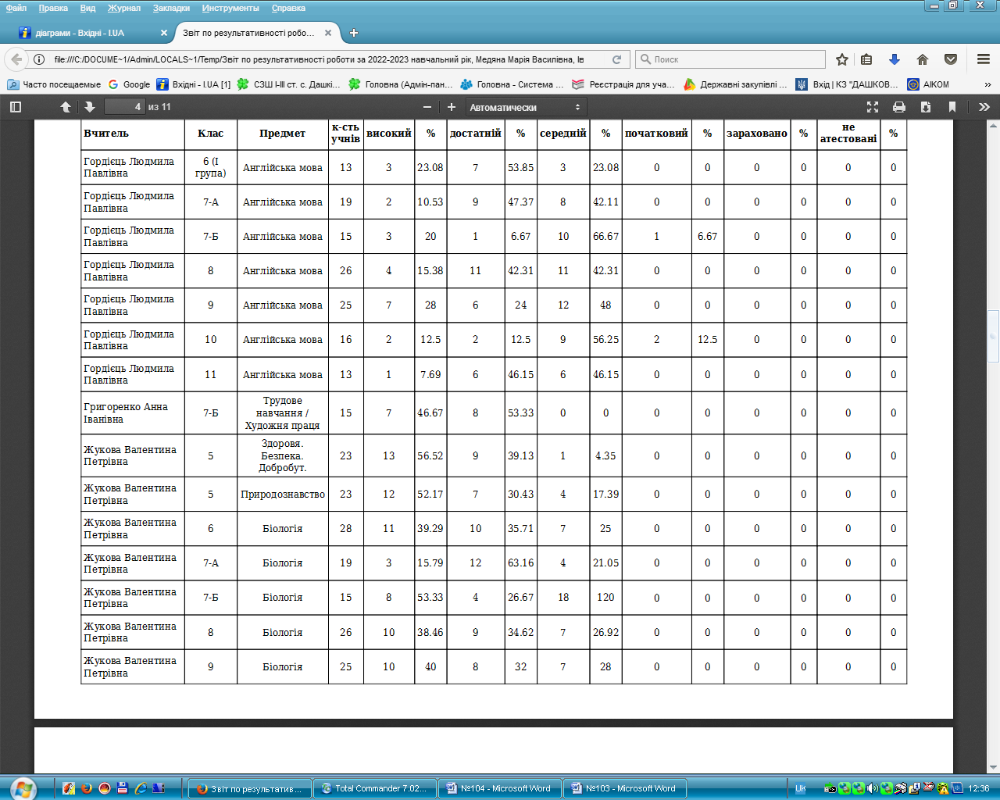 Файл Правка Вид Журнал Закладки Инструменты Справка
діаграми - Вхідні - I.UA
Звіт по результативності робо...
file:///C:/DOCUME~1/Admin/LOCALS~1/Temp/Звіт по результативності роботи за 2022-2023 навчальний рік, Медяна Марія Василівна, Ів
Поиск
Часто посещаемые Google Вхідні - I.UA [1] СЗШ І-ІІІ ст. с. Дашкі... Головна (Адмін-пан... Головна - Система ... Реєстрація для уча... Державні закупівлі ... Вхід | КЗ "ДАШКОВ... АІКОМ »
4 из 11 Автоматически
Вчитель Клас Предмет к-сть учнів високий % достатній % середній % початковий % зараховано % не атестовані %
Гордієць Людмила Павлівна 6 (І група) Англійська мова 13 3 23.08 7 53.85 3 23.08 0 0 0 0 0 0
Гордієць Людмила Павлівна 7-А Англійська мова 19 2 10.53 9 47.37 8 42.11 0 0 0 0 0 0
Гордієць Людмила Павлівна 7-Б Англійська мова 15 3 20 1 6.67 10 66.67 1 6.67 0 0 0 0
Гордієць Людмила Павлівна 8 Англійська мова 26 4 15.38 11 42.31 11 42.31 0 0 0 0 0 0
Гордієць Людмила Павлівна 9 Англійська мова 25 7 28 6 24 12 48 0 0 0 0 0 0
Гордієць Людмила Павлівна 10 Англійська мова 16 2 12.5 2 12.5 9 56.25 2 12.5 0 0 0 0
Гордієць Людмила Павлівна 11 Англійська мова 13 1 7.69 6 46.15 6 46.15 0 0 0 0 0 0
Григоренко Анна Іванівна 7-Б Трудове навчання / Художня праця 15 7 46.67 8 53.33 0 0 0 0 0 0 0 0
Жукова Валентина Петрівна 5 Здоровя. Безпека. Добробут. 23 13 56.52 9 39.13 1 4.35 0 0 0 0 0 0
Жукова Валентина Петрівна 5 Природознавство 23 12 52.17 7 30.43 4 17.39 0 0 0 0 0 0
Жукова Валентина Петрівна 6 Біологія 28 11 39.29 10 35.71 7 25 0 0 0 0 0 0
Жукова Валентина Петрівна 7-А Біологія 19 3 15.79 12 63.16 4 21.05 0 0 0 0 0 0
Жукова Валентина Петрівна 7-Б Біологія 15 8 53.33 4 26.67 18 120 0 0 0 0 0 0
Жукова Валентина Петрівна 8 Біологія 26 10 38.46 9 34.62 7 26.92 0 0 0 0 0 0
Жукова Валентина Петрівна 9 Біологія 25 10 40 8 32 7 28 0 0 0 0 0 0
Звіт по результатив... Total Commander 7.02... №104 - Microsoft Word №103 - Microsoft Word Uk 12:36